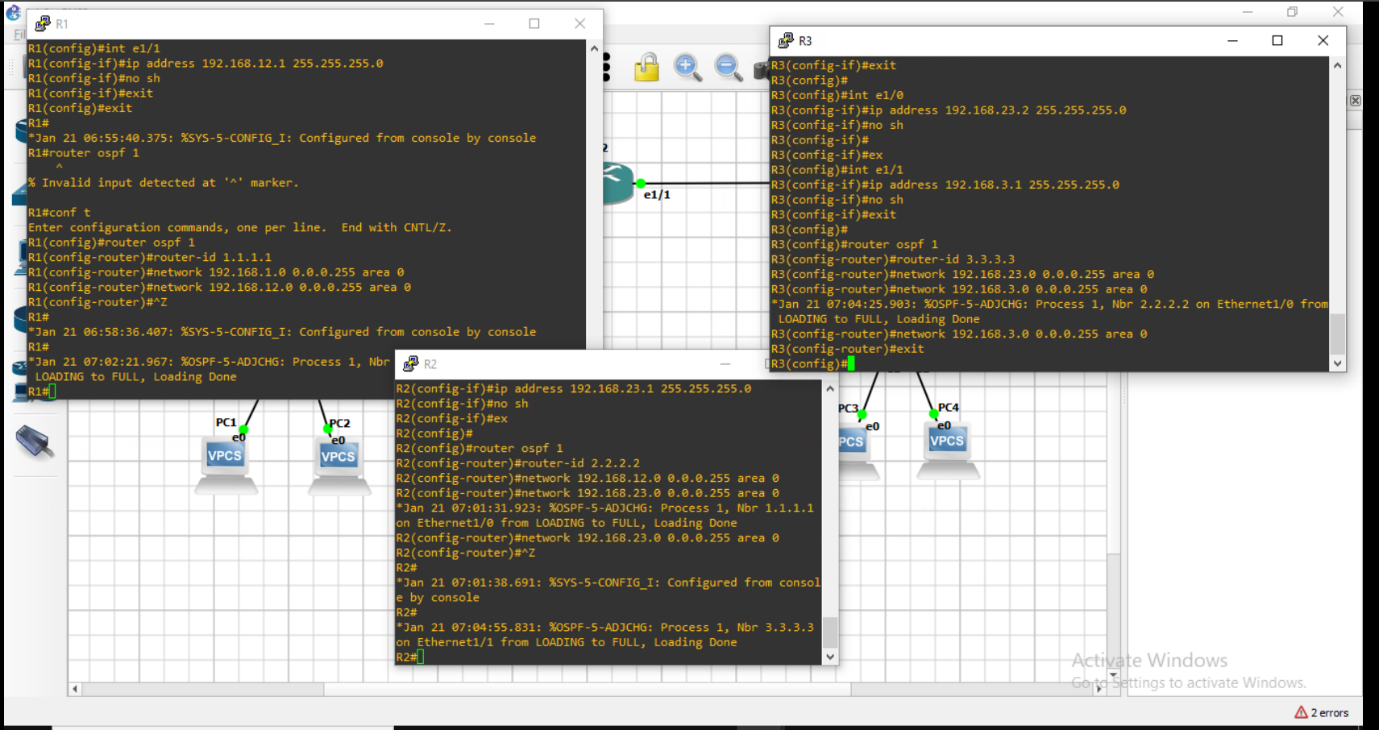 R1
R1(config)#int e1/1
R1(config-if)#ip address 192.168.12.1 255.255.255.0
R1(config-if)#no sh
R1(config-if)#exit
R1(config)#exit
R1#
*Jan 21 06:55:40.375: %SYS-5-CONFIG_I: Configured from console by console
R1#router ospf 1
^
% Invalid input detected at '^' marker.
R1#conf t
Enter configuration commands, one per line.  End with CNTL/Z.
R1(config)#router ospf 1
R1(config-router)#router-id 1.1.1.1
R1(config-router)#network 192.168.1.0 0.0.0.255 area 0
R1(config-router)#network 192.168.12.0 0.0.0.255 area 0
R1(config-router)#^Z
R1#
*Jan 21 06:58:36.407: %SYS-5-CONFIG_I: Configured from console by console
R1#
*Jan 21 07:02:21.967: %OSPF-5-ADJCHG: Process 1, Nbr
LOADING to FULL, Loading Done
R1#
R3
R3(config-if)#exit
R3(config)#
R3(config)#int e1/0
R3(config-if)#ip address 192.168.23.2 255.255.255.0
R3(config-if)#no sh
R3(config-if)#
R3(config-if)#ex
R3(config)#int e1/1
R3(config-if)#ip address 192.168.3.1 255.255.255.0
R3(config-if)#no sh
R3(config-if)#exit
R3(config)#
R3(config)#router ospf 1
R3(config-router)#router-id 3.3.3.3
R3(config-router)#network 192.168.23.0 0.0.0.255 area 0
R3(config-router)#network 192.168.3.0 0.0.0.255 area 0
*Jan 21 07:04:25.903: %OSPF-5-ADJCHG: Process 1, Nbr 2.2.2.2 on Ethernet1/0 from
LOADING to FULL, Loading Done
R3(config-router)#network 192.168.3.0 0.0.0.255 area 0
R3(config-router)#exit
R3(config)#
2
e1/1
R2
R2(config-if)#ip address 192.168.23.1 255.255.255.0
R2(config-if)#no sh
R2(config-if)#ex
R2(config)#
R2(config)#router ospf 1
R2(config-router)#router-id 2.2.2.2
R2(config-router)#network 192.168.12.0 0.0.0.255 area 0
R2(config-router)#network 192.168.23.0 0.0.0.255 area 0
*Jan 21 07:01:31.923: %OSPF-5-ADJCHG: Process 1, Nbr 1.1.1.1
on Ethernet1/0 from LOADING to FULL, Loading Done
R2(config-router)#network 192.168.23.0 0.0.0.255 area 0
R2(config-router)#^Z
R2#
*Jan 21 07:01:38.691: %SYS-5-CONFIG_I: Configured from consol
e by console
R2#
*Jan 21 07:04:55.831: %OSPF-5-ADJCHG: Process 1, Nbr 3.3.3.3
on Ethernet1/1 from LOADING to FULL, Loading Done
R2#
PC1
e0
VPCS
PC2
e0
VPCS
PC3
e0
PCS
PC4
e0
VPCS
Activate Windows
Go to Settings to activate Windows.
2 errors